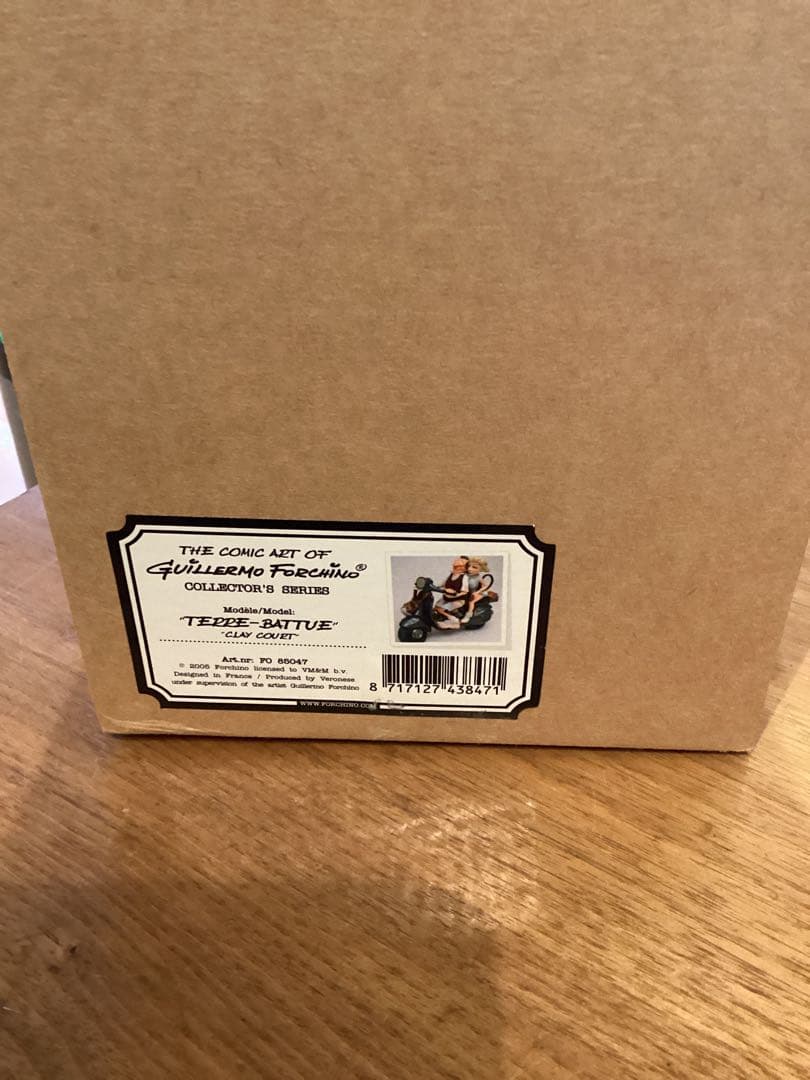 THE COMIC ART OF
GUILLERMO FORCHINO®
COLLECTOR'S SERIES
Modèle/Model:
"TERRE-BATTUE"
"CLAY COURT"
Art.nr: FO 85047
© 2005 Forchino licensed to VM&M b.v.
Designed in France / Produced by Veronese
under supervision of the artist Guillermo Forchino
8 717127 438471
WWW.FORCHINO.COM